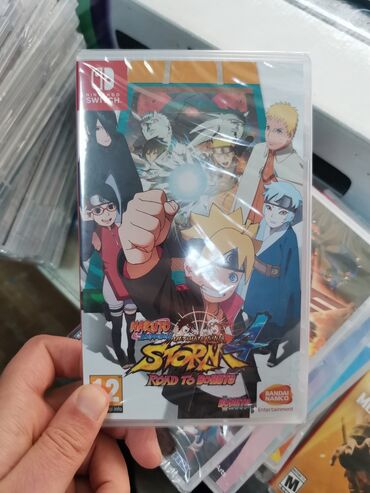 NINTENDO
SWITCH
NARUTO
STORM 4
ROAD TO BORUTO
12
BANDAI
NAMCO
Entertainment
M